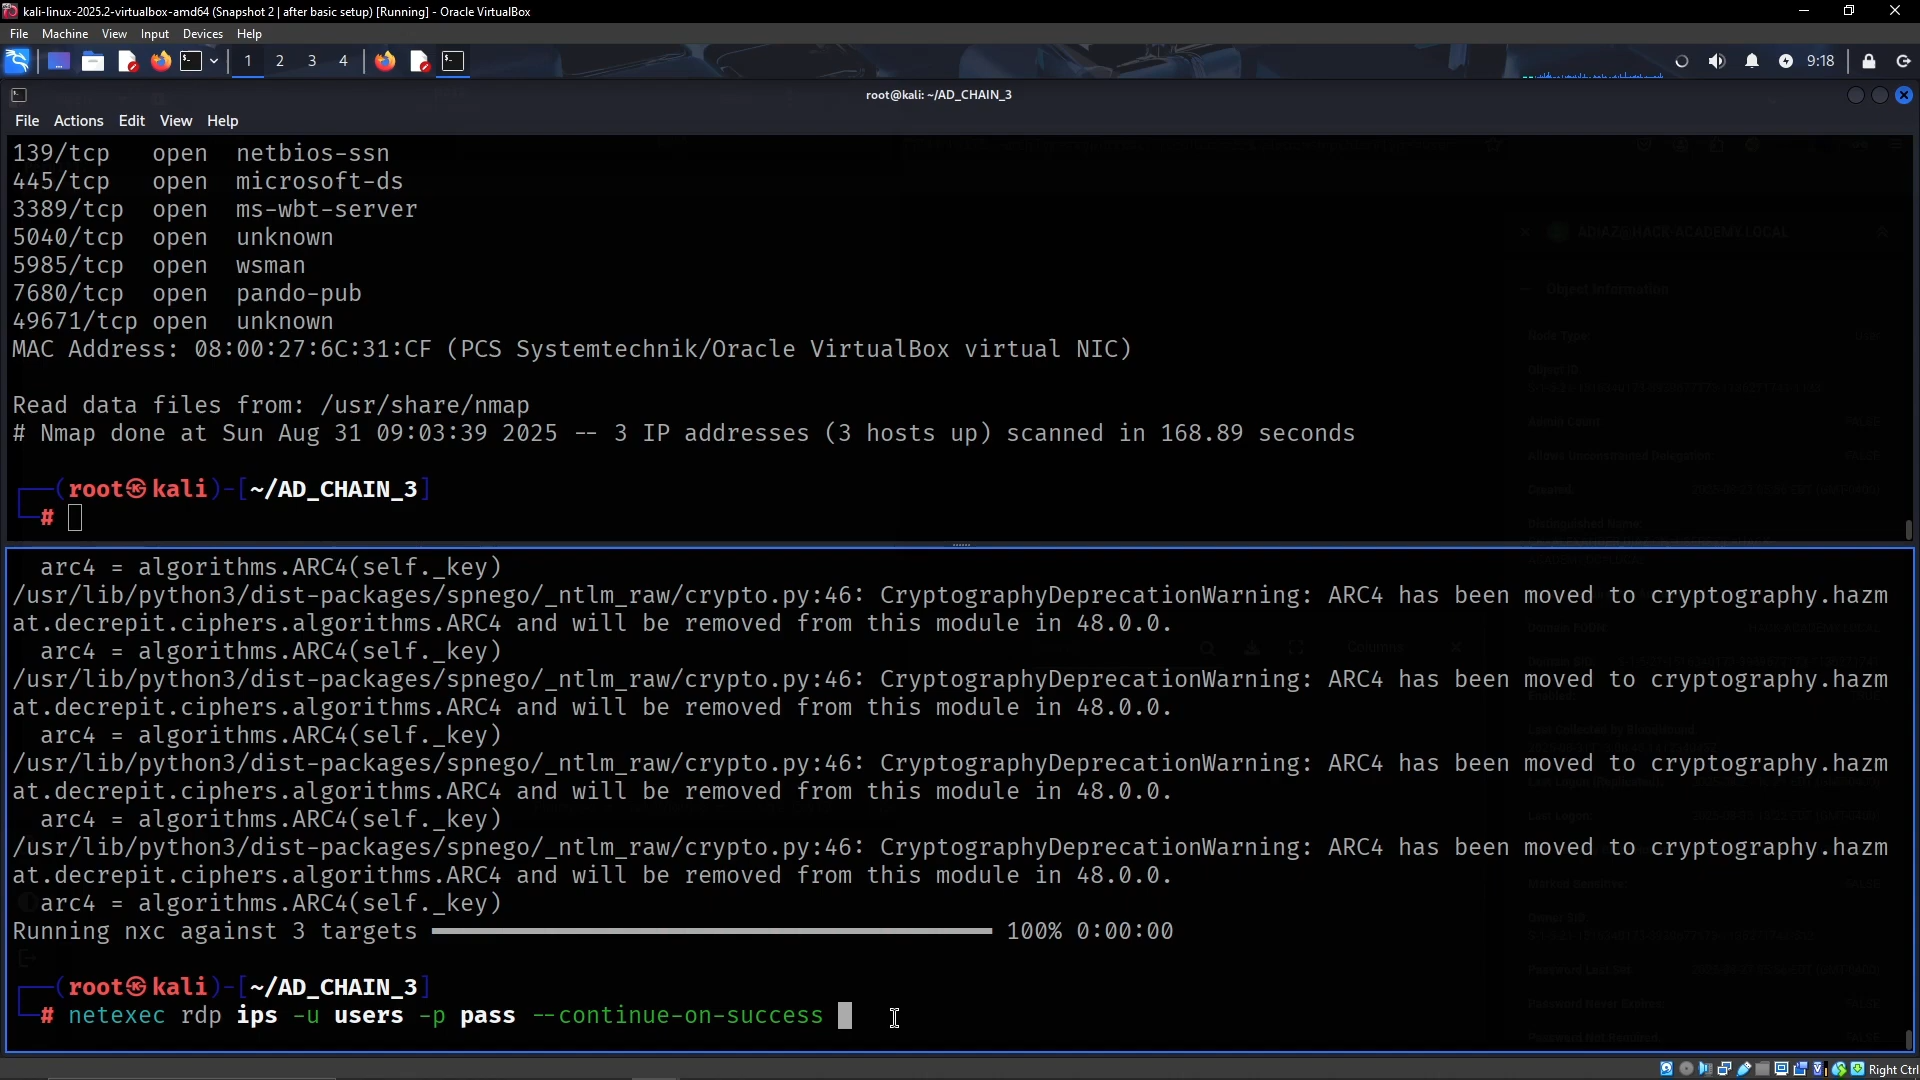 kali-linux-2025.2-virtualbox-amd64 (Snapshot 2 | after basic setup) [Running] - Oracle VirtualBox
File Machine View Input Devices Help
1 2 3 4 9:18
root@kali: ~/AD_CHAIN_3
File Actions Edit View Help
139/tcp open netbios-ssn
445/tcp open microsoft-ds
3389/tcp open ms-wbt-server
5040/tcp open unknown
5985/tcp open wsman
7680/tcp open pando-pub
49671/tcp open unknown
MAC Address: 08:00:27:6C:31:CF (PCS Systemtechnik/Oracle VirtualBox virtual NIC)
Read data files from: /usr/share/nmap
# Nmap done at Sun Aug 31 09:03:39 2025 -- 3 IP addresses (3 hosts up) scanned in 168.89 seconds
┌──(root㉿kali)-[~/AD_CHAIN_3]
└─#
arc4 = algorithms.ARC4(self._key)
/usr/lib/python3/dist-packages/spnego/_ntlm_raw/crypto.py:46: CryptographyDeprecationWarning: ARC4 has been moved to cryptography.hazm
at.decrepit.ciphers.algorithms.ARC4 and will be removed from this module in 48.0.0.
arc4 = algorithms.ARC4(self._key)
/usr/lib/python3/dist-packages/spnego/_ntlm_raw/crypto.py:46: CryptographyDeprecationWarning: ARC4 has been moved to cryptography.hazm
at.decrepit.ciphers.algorithms.ARC4 and will be removed from this module in 48.0.0.
arc4 = algorithms.ARC4(self._key)
/usr/lib/python3/dist-packages/spnego/_ntlm_raw/crypto.py:46: CryptographyDeprecationWarning: ARC4 has been moved to cryptography.hazm
at.decrepit.ciphers.algorithms.ARC4 and will be removed from this module in 48.0.0.
arc4 = algorithms.ARC4(self._key)
/usr/lib/python3/dist-packages/spnego/_ntlm_raw/crypto.py:46: CryptographyDeprecationWarning: ARC4 has been moved to cryptography.hazm
at.decrepit.ciphers.algorithms.ARC4 and will be removed from this module in 48.0.0.
arc4 = algorithms.ARC4(self._key)
Running nxc against 3 targets ━━━━━━━━━━━━━━━━━━━━━━━━━━━━━━━━━━━━━━━━ 100% 0:00:00
┌──(root㉿kali)-[~/AD_CHAIN_3]
└─# netexec rdp ips -u users -p pass --continue-on-success
Right Ctrl